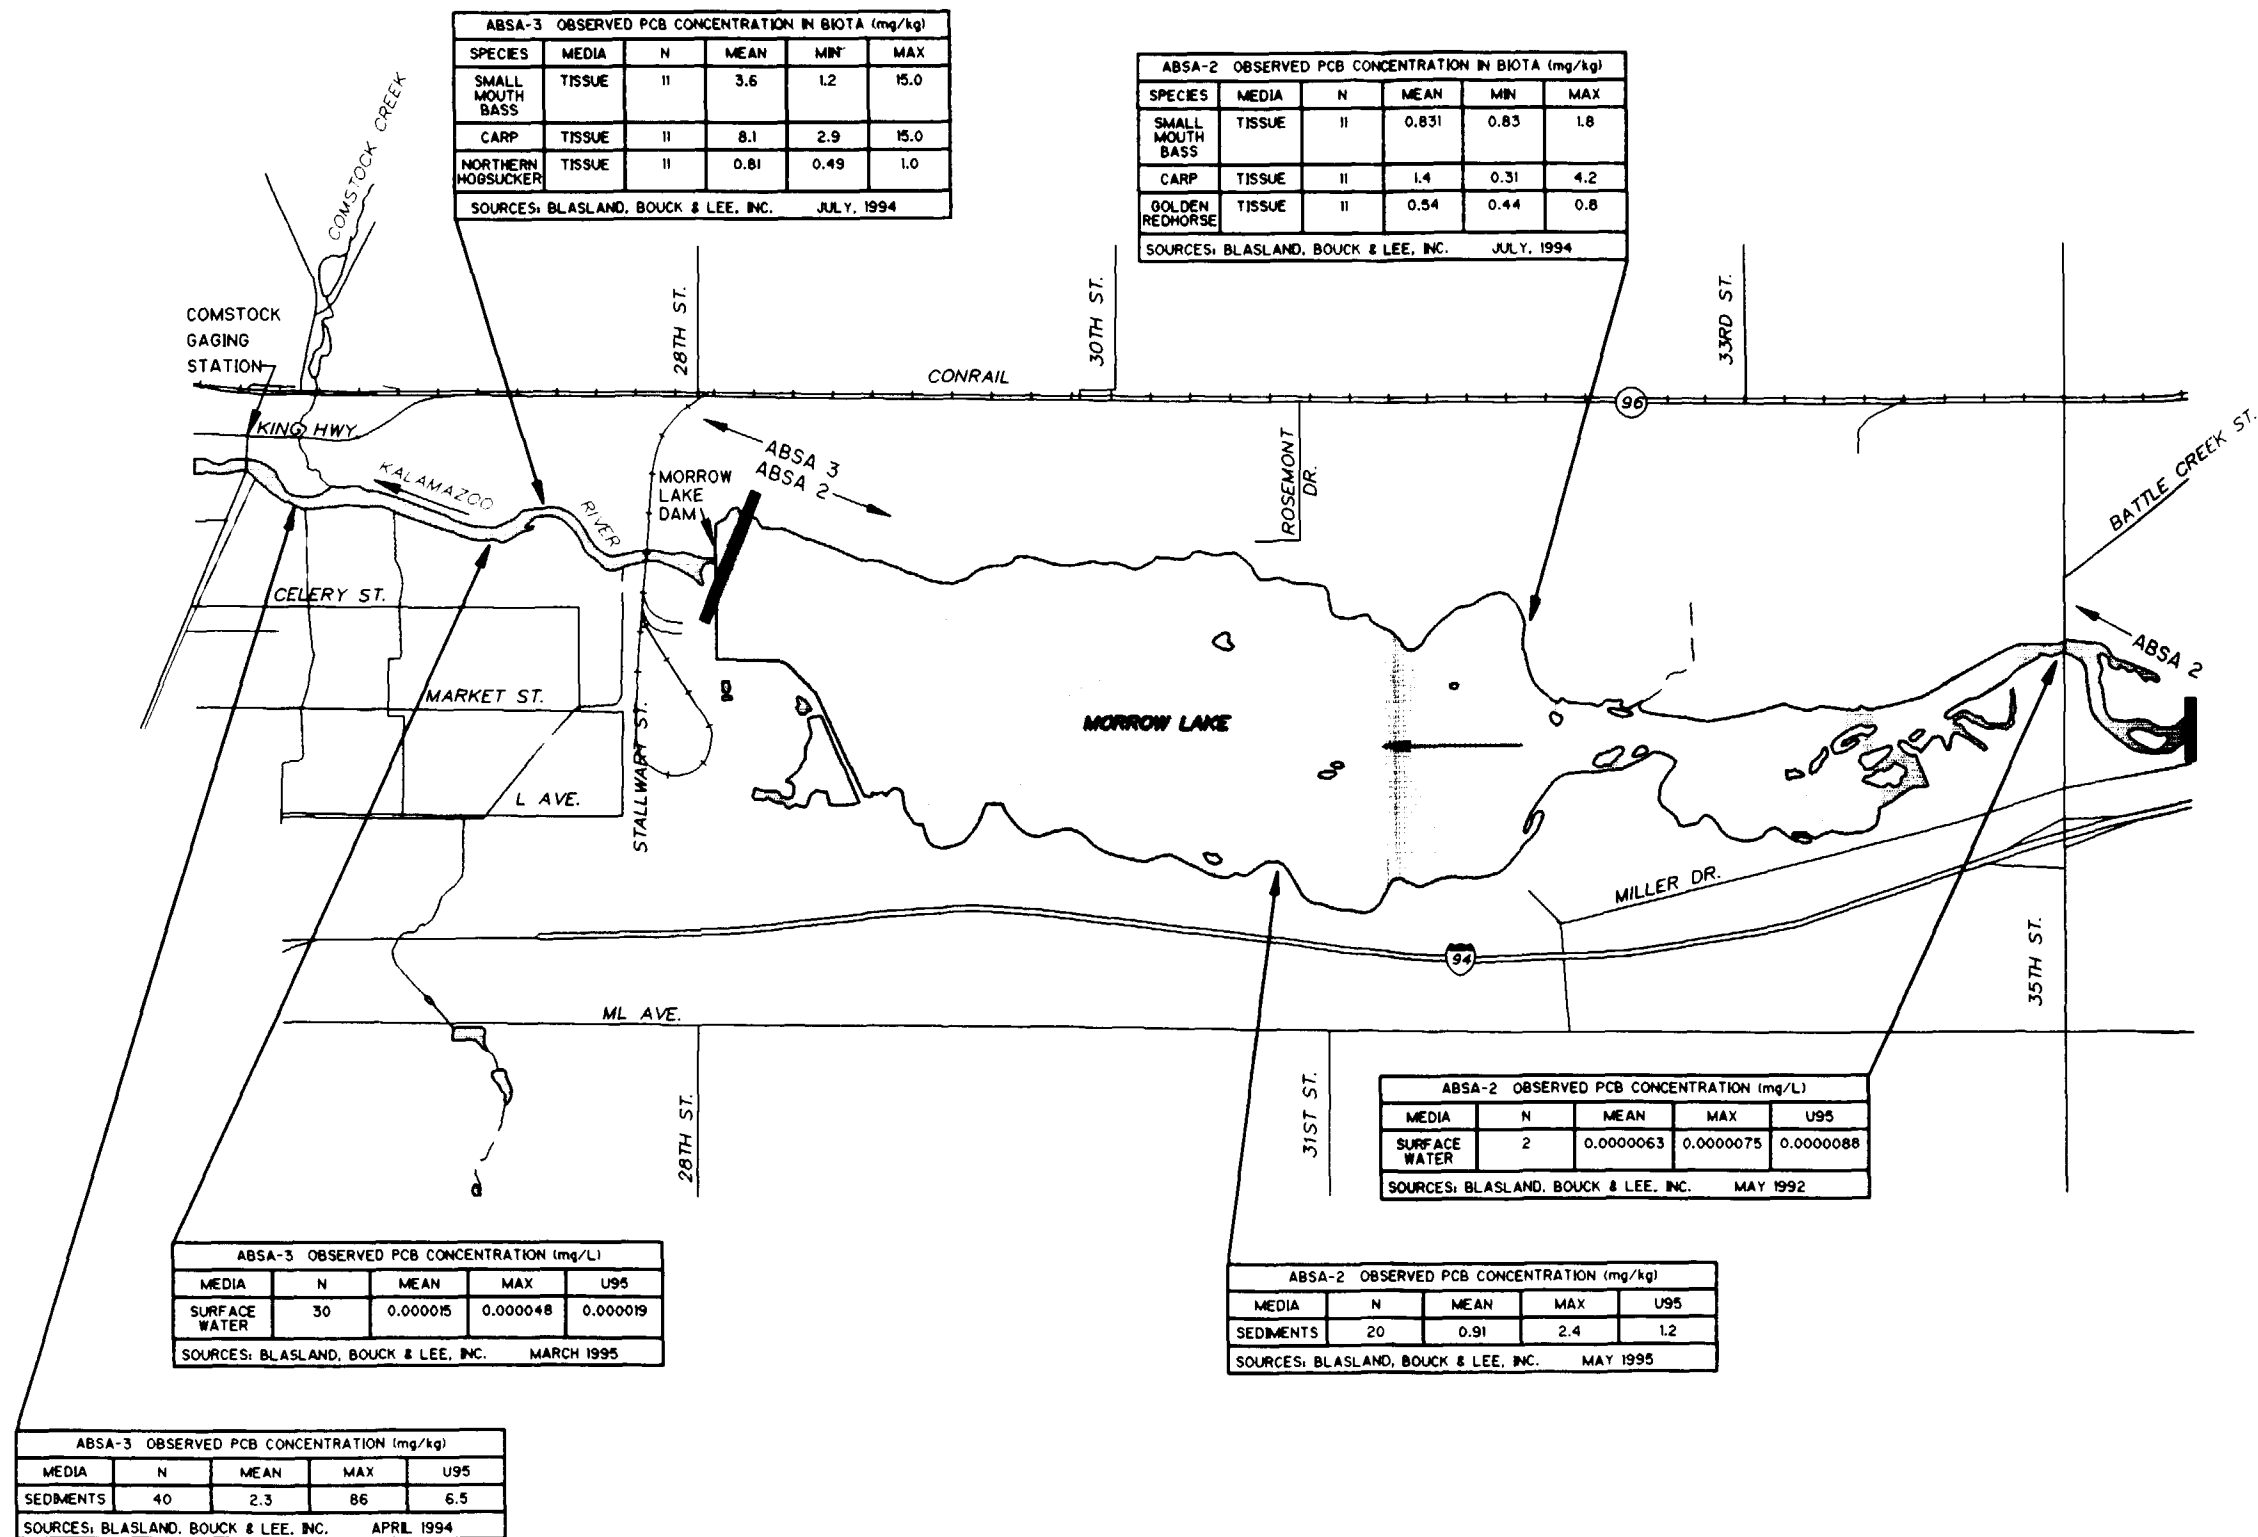 ABSA-3 OBSERVED PCB CONCENTRATION IN BIOTA (mg/kg)
SPECIES MEDIA N MEAN MIN MAX
SMALL MOUTH BASS TISSUE 11 3.6 1.2 15.0
CARP TISSUE 11 8.1 2.9 15.0
NORTHERN HOGSUCKER TISSUE 11 0.81 0.49 1.0
SOURCES: BLASLAND, BOUCK & LEE, INC. JULY, 1994
ABSA-2 OBSERVED PCB CONCENTRATION IN BIOTA (mg/kg)
SPECIES MEDIA N MEAN MIN MAX
SMALL MOUTH BASS TISSUE 11 0.831 0.83 1.8
CARP TISSUE 11 1.4 0.31 4.2
GOLDEN REDHORSE TISSUE 11 0.54 0.44 0.8
SOURCES: BLASLAND, BOUCK & LEE, INC. JULY, 1994
COMSTOCK CREEK
COMSTOCK
GAGING
STATION
28TH ST.
30TH ST.
33RD ST.
CONRAIL
96
KING HWY
KALAMAZOO
RIVER
ABSA 3
ABSA 2
MORROW
LAKE
DAM
ROSEMONT
DR.
BATTLE CREEK ST.
CELERY ST.
ABSA 2
MARKET ST.
MORROW LAKE
STALLWART ST.
L AVE.
MILLER DR.
94
35TH ST.
ML AVE.
28TH ST.
31ST ST.
ABSA-2 OBSERVED PCB CONCENTRATION (mg/L)
MEDIA N MEAN MAX U95
SURFACE WATER 2 0.0000063 0.0000075 0.0000088
SOURCES: BLASLAND, BOUCK & LEE, INC. MAY 1992
ABSA-3 OBSERVED PCB CONCENTRATION (mg/L)
MEDIA N MEAN MAX U95
SURFACE WATER 30 0.000015 0.000048 0.000019
SOURCES: BLASLAND, BOUCK & LEE, INC. MARCH 1995
ABSA-2 OBSERVED PCB CONCENTRATION (mg/kg)
MEDIA N MEAN MAX U95
SEDIMENTS 20 0.91 2.4 1.2
SOURCES: BLASLAND, BOUCK & LEE, INC. MAY 1995
ABSA-3 OBSERVED PCB CONCENTRATION (mg/kg)
MEDIA N MEAN MAX U95
SEDIMENTS 40 2.3 86 6.5
SOURCES: BLASLAND, BOUCK & LEE, INC. APRIL 1994